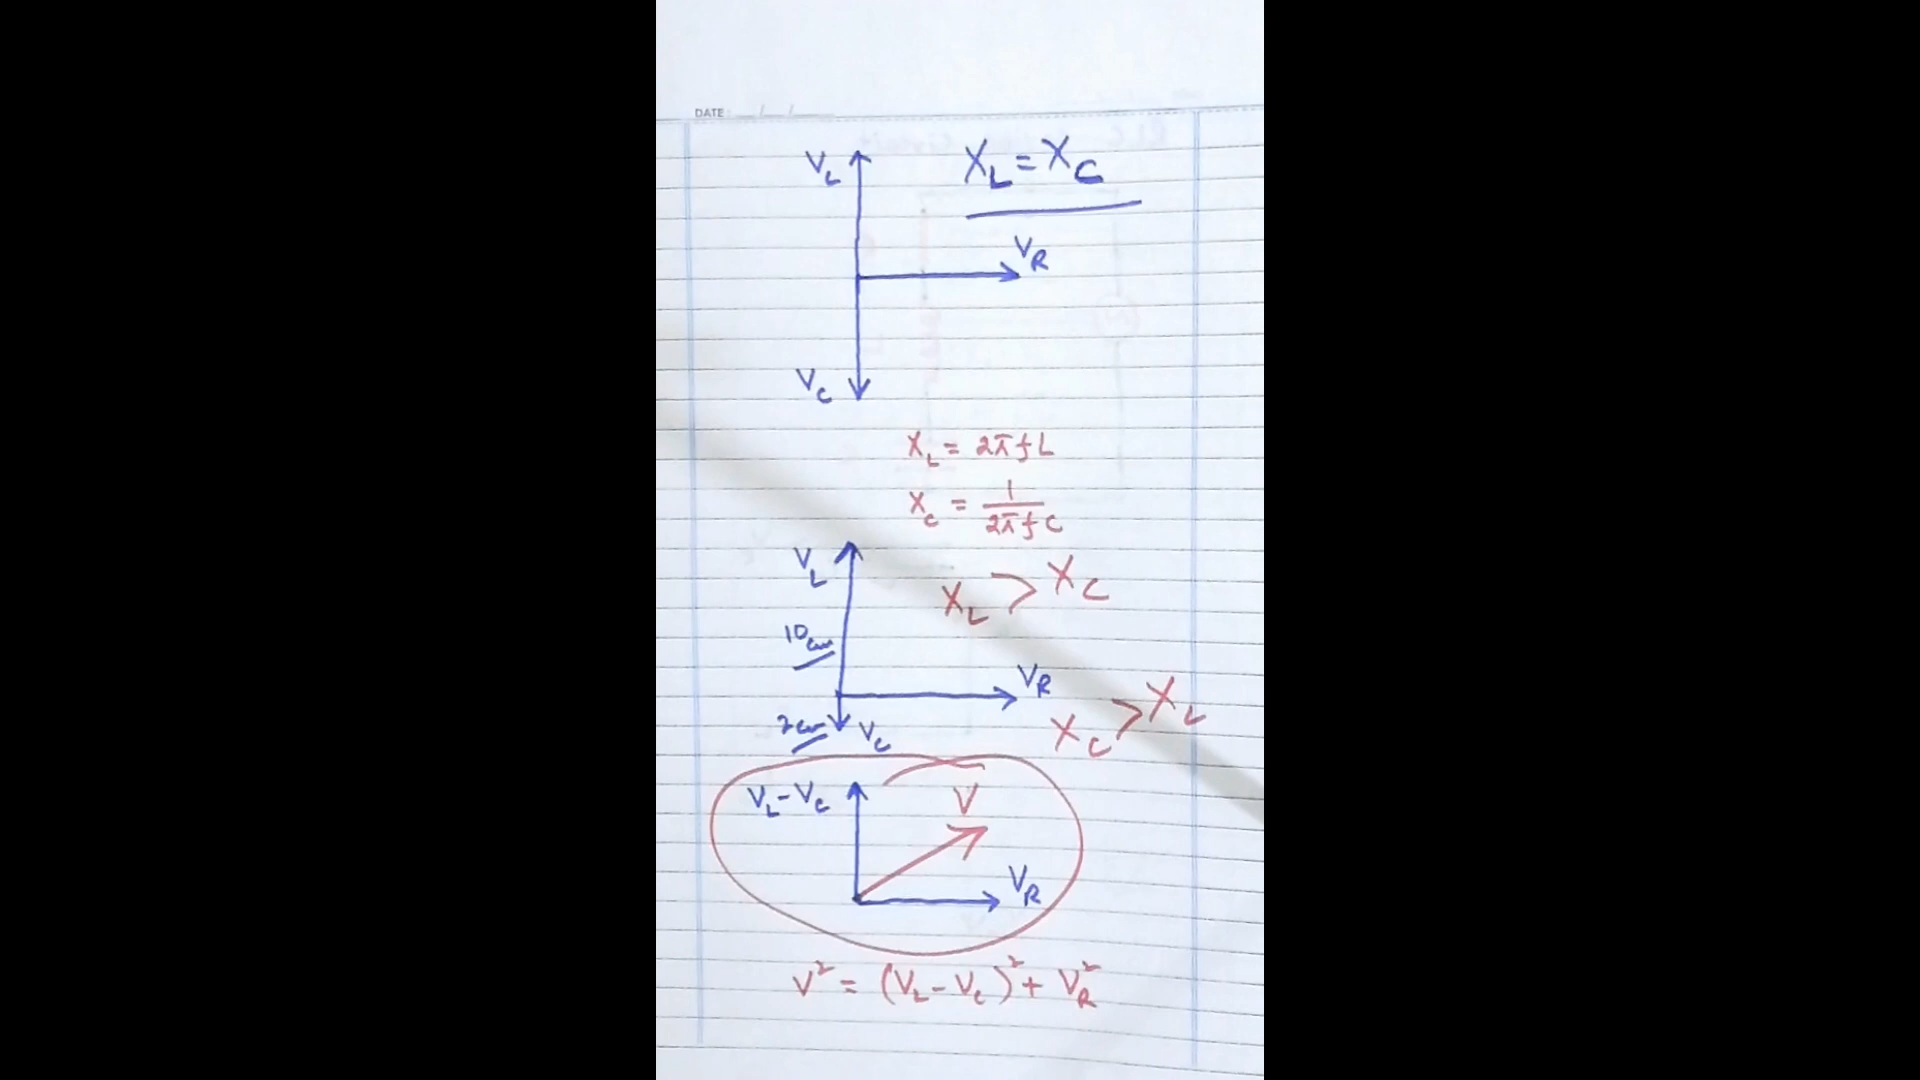 DATE
V_L
X_L = X_C
V_R
V_C
X_L = 2πfL
X_C = 1/2πfC
V_L
X_L > X_C
10cm
V_R
X_C > X_L
2cm
V_C
V_L - V_C
V
V_R
V² = (V_L - V_C)² + V_R²